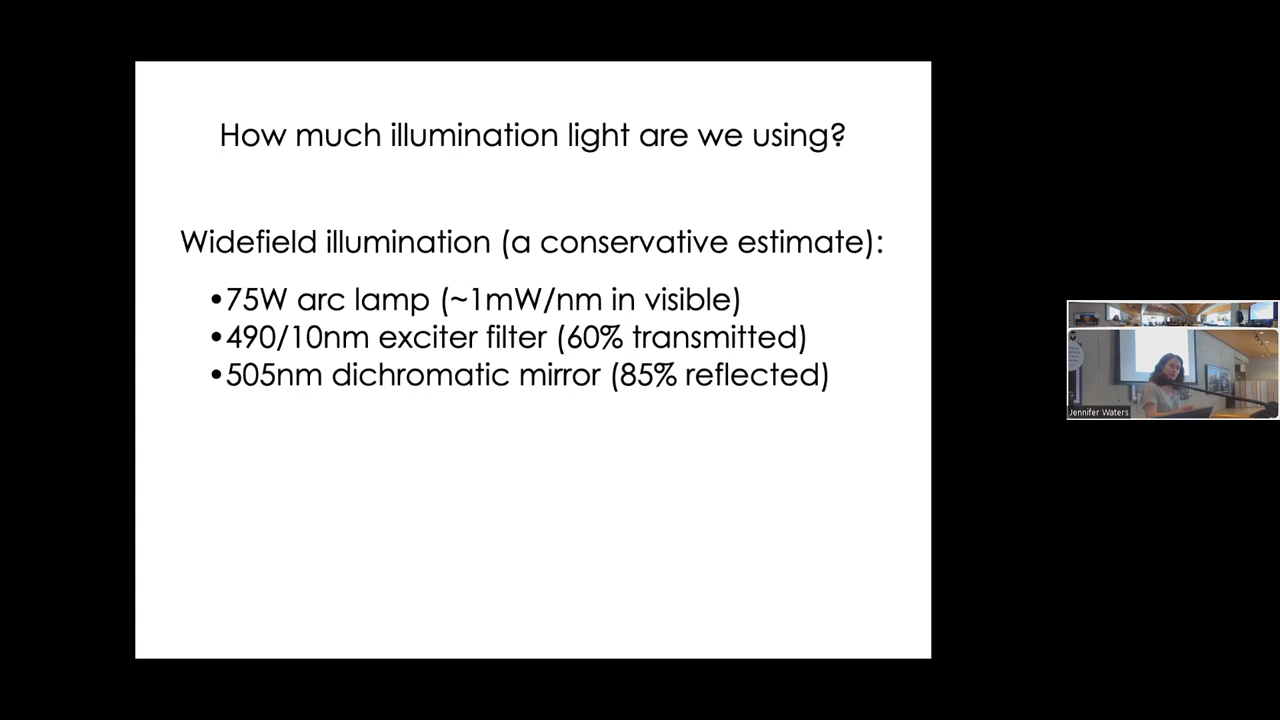 How much illumination light are we using?
Widefield illumination (a conservative estimate):
•75W arc lamp (~1mW/nm in visible)
•490/10nm exciter filter (60% transmitted)
•505nm dichromatic mirror (85% reflected)
Jennifer Waters